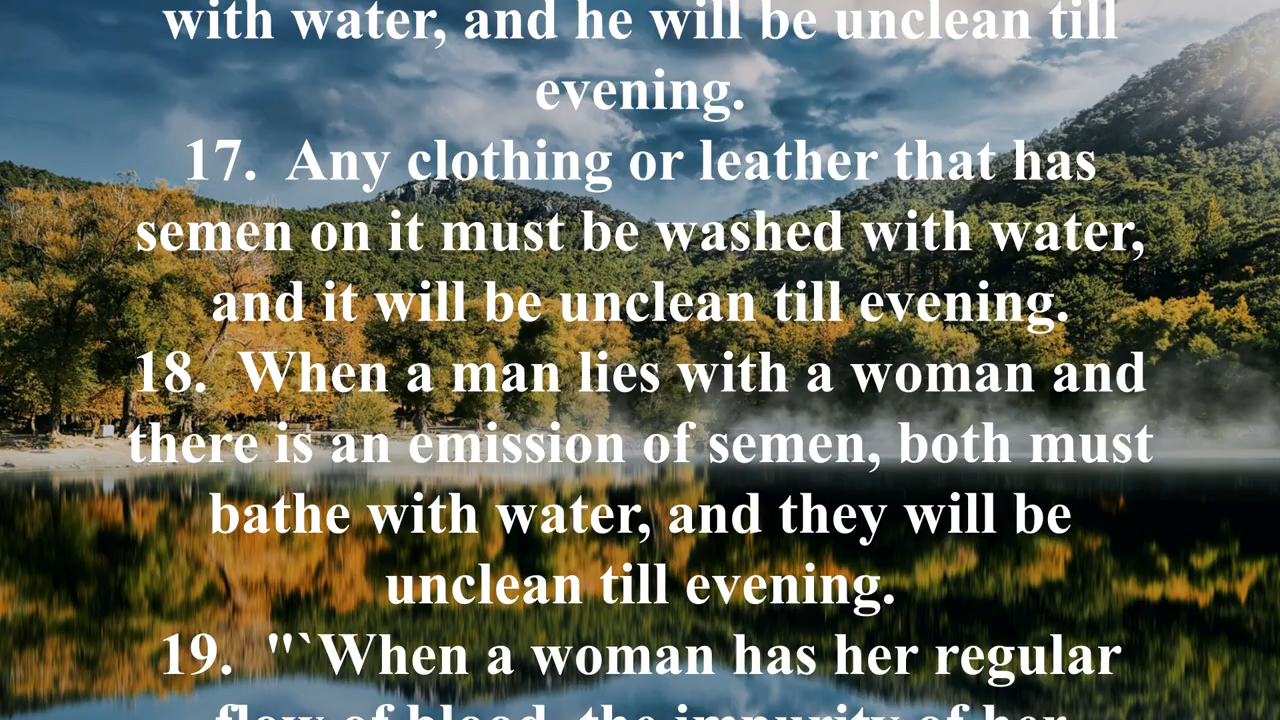 with water, and he will be unclean till
evening.
17. Any clothing or leather that has
semen on it must be washed with water,
and it will be unclean till evening.
18. When a man lies with a woman and
there is an emission of semen, both must
bathe with water, and they will be
unclean till evening.
19. "`When a woman has her regular
flow of blood, the impurity of her